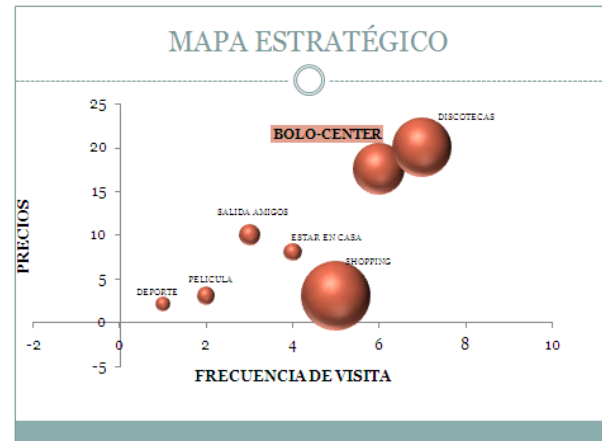 MAPA ESTRATÉGICO
25
20
15
10
5
0
-5
PRECIOS
DISCOTECAS
BOLO-CENTER
SALIDA AMIGOS
ESTAR EN CASA
SHOPPING
PELICULA
DEPORTE
-2 0 2 4 6 8 10
FRECUENCIA DE VISITA